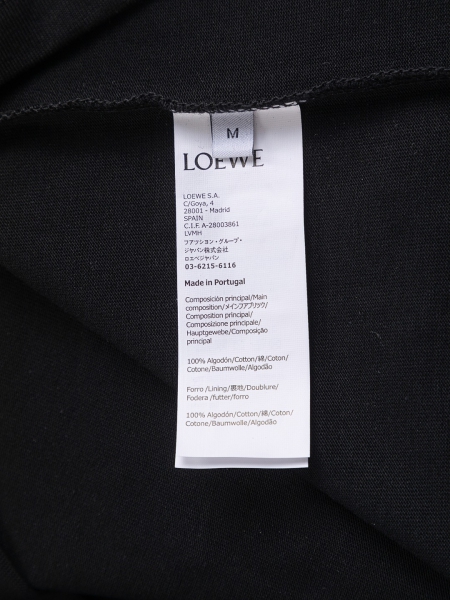 M
LOEWE
LOEWE S.A.
C/Goya, 4
28001 - Madrid
SPAIN
C.I.F. A-28003861
LVMH
ファッション・グループ・
ジャパン株式会社
ロエベジャパン
03-6215-6116
Made in Portugal
Composición principal/Main
composition/メインファブリック/
Composition principal/
Composizione principale/
Hauptgewebe/Composição
principal
100% Algodón/Cotton/綿/Coton/
Cotone/Baumwolle/Algodão
Forro /Lining/裏地/Doublure/
Fodera /futter/forro
100% Algodón/Cotton/綿/Coton/
Cotone/Baumwolle/Algodão